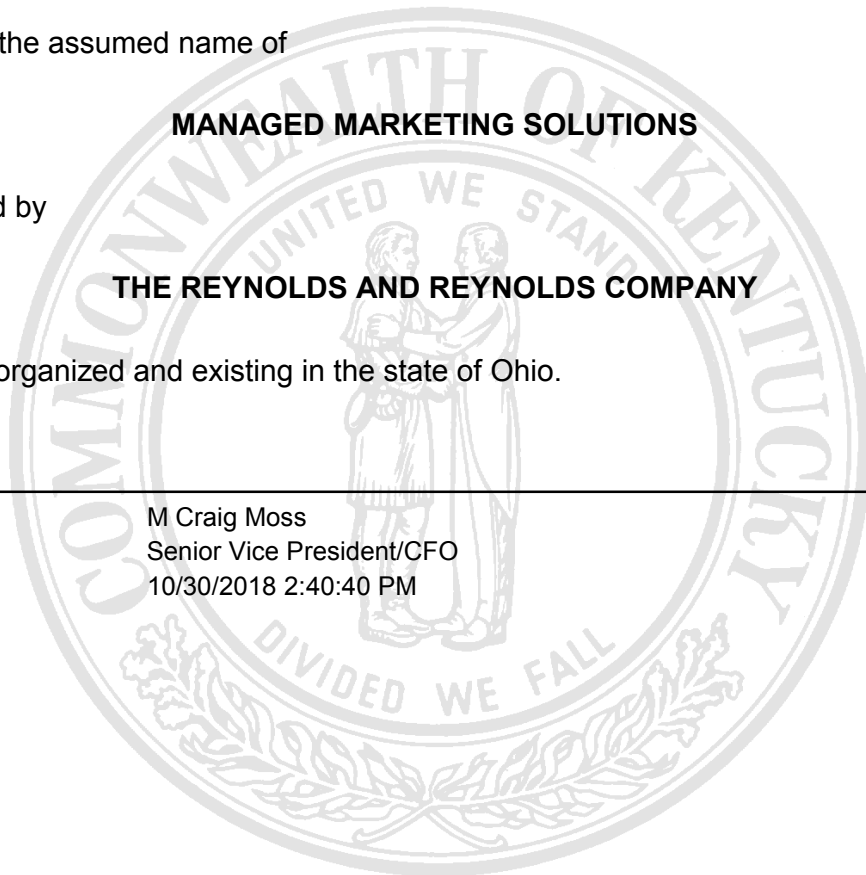 the assumed name of
MANAGED MARKETING SOLUTIONS
d by
THE REYNOLDS AND REYNOLDS COMPANY
organized and existing in the state of Ohio.
M Craig Moss
Senior Vice President/CFO
10/30/2018 2:40:40 PM
COMMONWEALTH OF KENTUCKY
UNITED WE STAND
DIVIDED WE FALL